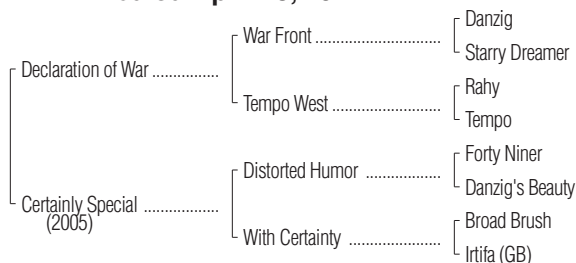 Danzig
War Front ............................
Starry Dreamer
Declaration of War ................
Rahy
Tempo West ...........................
Tempo
Forty Niner
Distorted Humor ...................
Danzig's Beauty
Certainly Special ..................
(2005)
Broad Brush
With Certainty .......................
Irtifa (GB)